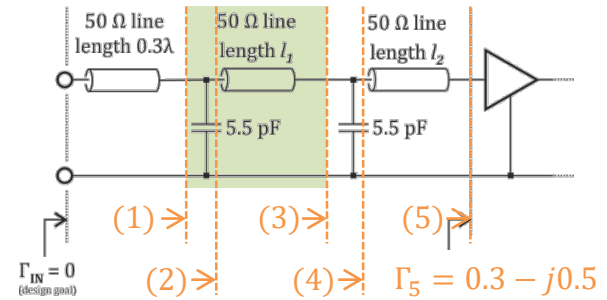 50 Ω line
length 0.3λ
50 Ω line
length l₁
50 Ω line
length l₂
5.5 pF
5.5 pF
(1)
(3)
(5)
(2)
(4)
Γ_IN = 0
(design goal)
Γ₅ = 0.3 − j0.5